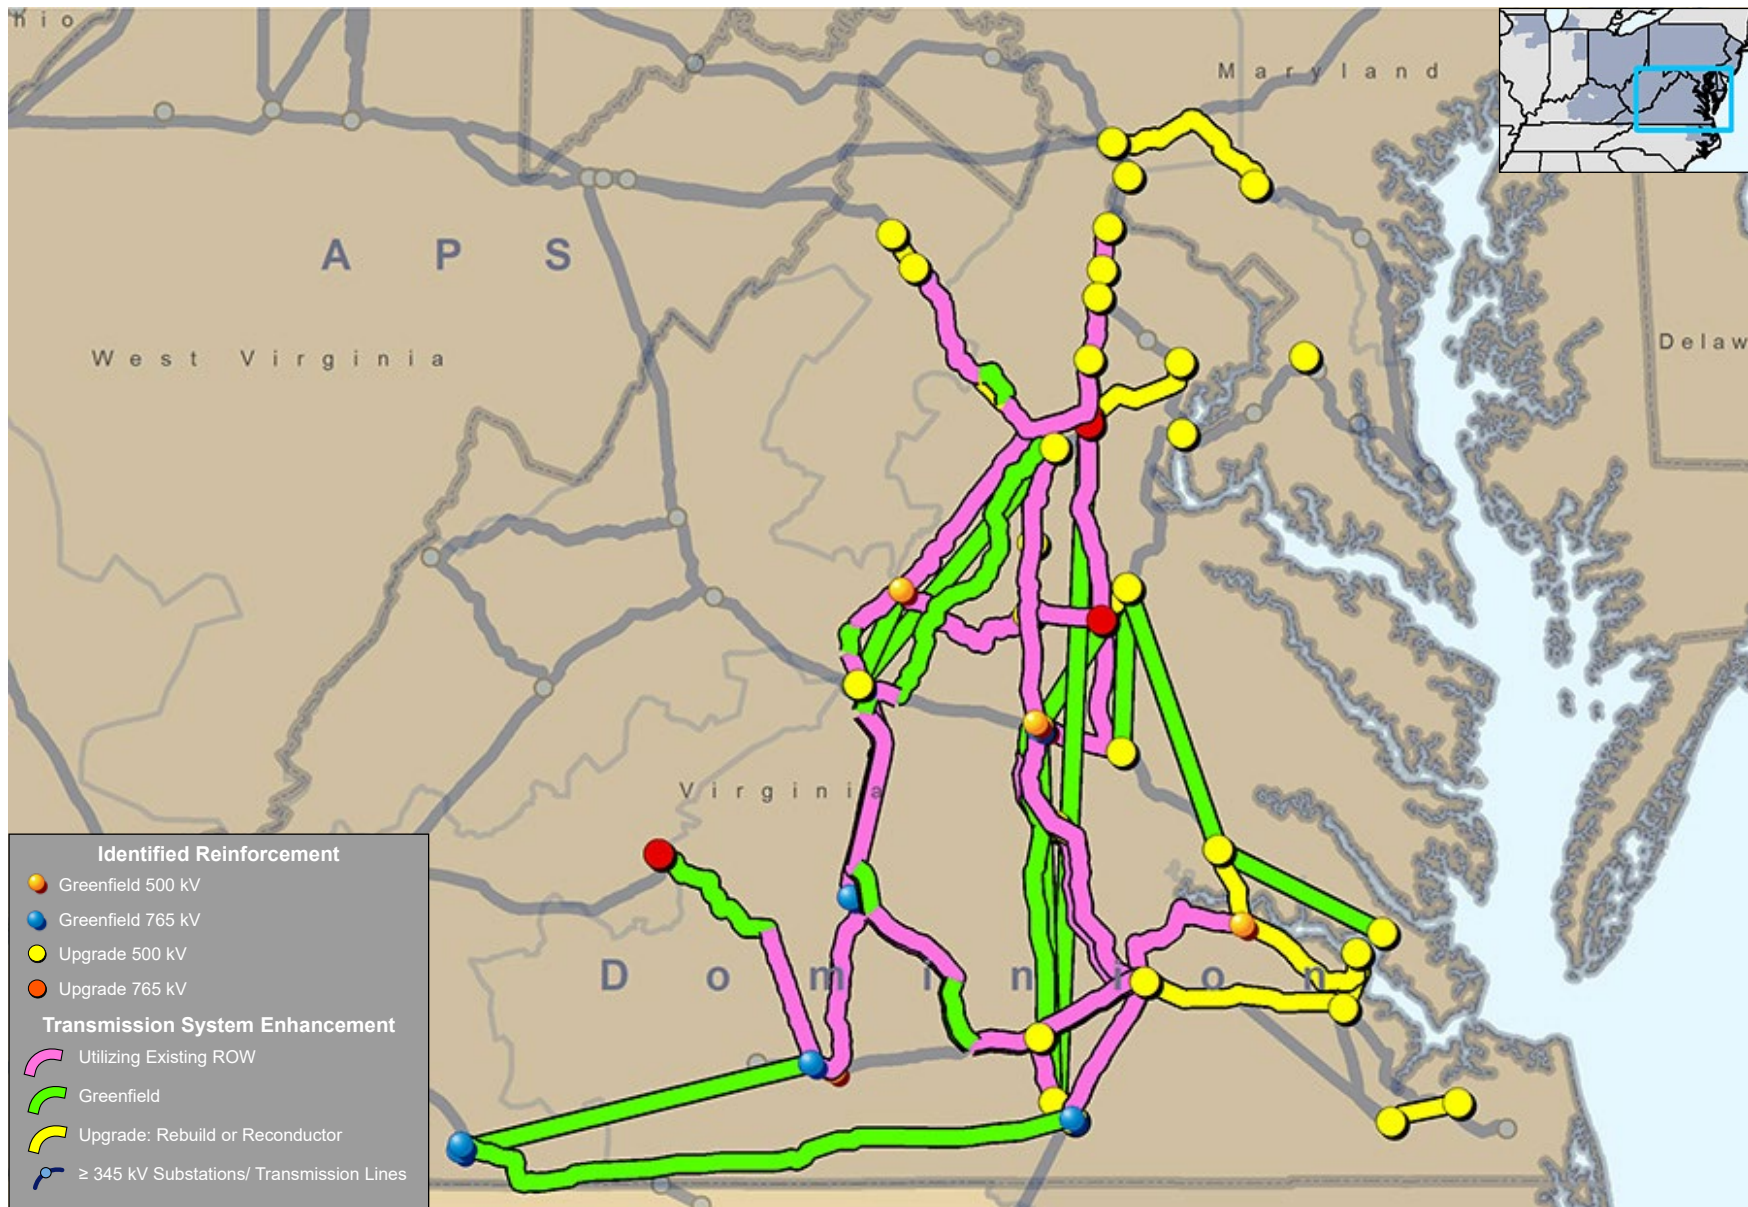 hio
Maryland
APS
West Virginia
Delaw
Virginia
Dominion
Identified Reinforcement
Greenfield 500 kV
Greenfield 765 kV
Upgrade 500 kV
Upgrade 765 kV
Transmission System Enhancement
Utilizing Existing ROW
Greenfield
Upgrade: Rebuild or Reconductor
≥ 345 kV Substations/ Transmission Lines